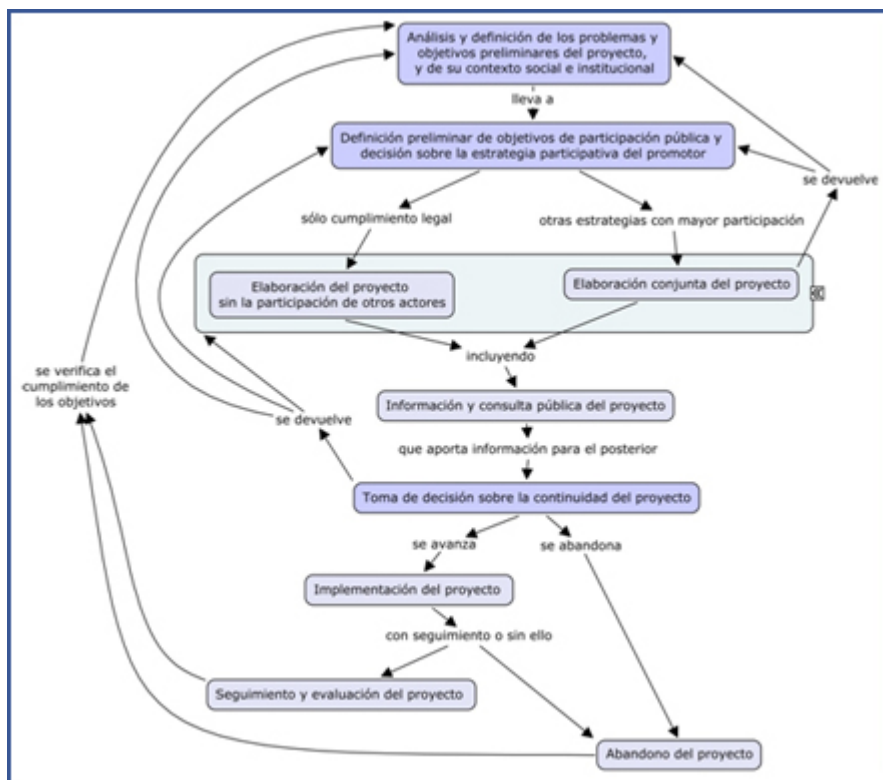 Análisis y definición de los problemas y
objetivos preliminares del proyecto,
y de su contexto social e institucional
lleva a
Definición preliminar de objetivos de participación pública y
decisión sobre la estrategia participativa del promotor
se devuelve
sólo cumplimiento legal
otras estrategias con mayor participación
Elaboración del proyecto
sin la participación de otros actores
Elaboración conjunta del proyecto
incluyendo
se verifica el
cumplimiento de
los objetivos
Información y consulta pública del proyecto
se devuelve
que aporta información para el posterior
Toma de decisión sobre la continuidad del proyecto
se avanza
se abandona
Implementación del proyecto
con seguimiento o sin ello
Seguimiento y evaluación del proyecto
Abandono del proyecto